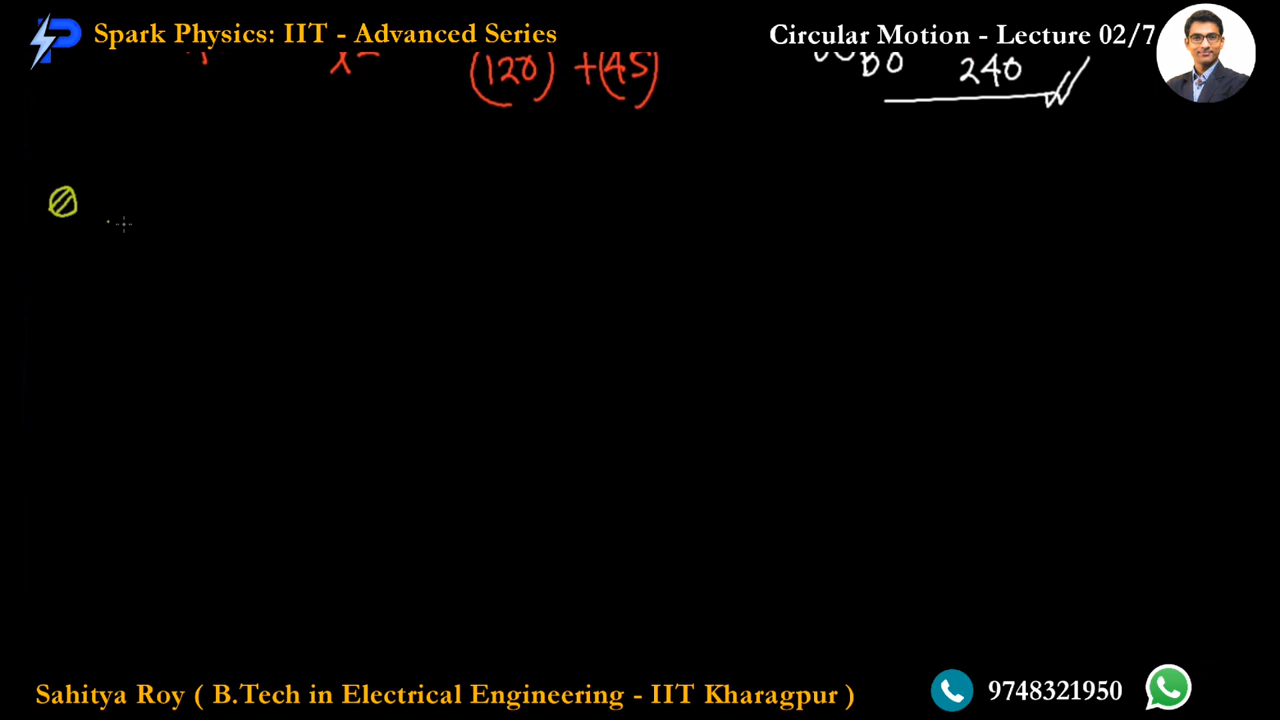 Spark Physics: IIT - Advanced Series
Circular Motion - Lecture 02/7
(120) + (45)
240
Sahitya Roy ( B.Tech in Electrical Engineering - IIT Kharagpur )
9748321950